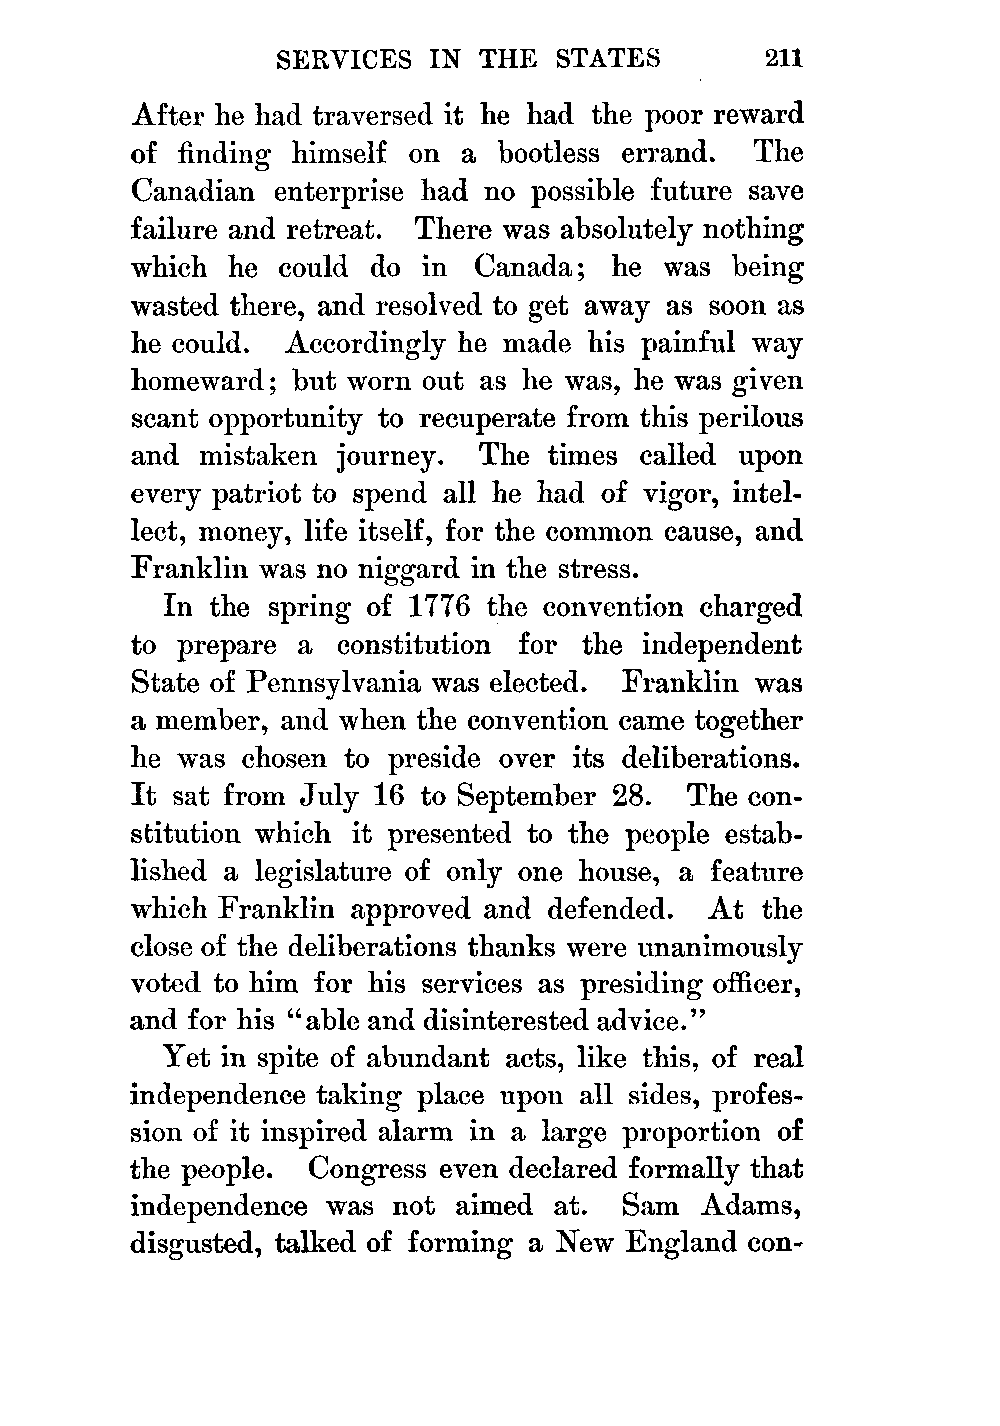 SERVICES IN THE STATES 211
After he had traversed it he had the poor reward
of finding himself on a bootless errand. The
Canadian enterprise had no possible future save
failure and retreat. There was absolutely nothing
which he could do in Canada; he was being
wasted there, and resolved to get away as soon as
he could. Accordingly he made his painful way
homeward; but worn out as he was, he was given
scant opportunity to recuperate from this perilous
and mistaken journey. The times called upon
every patriot to spend all he had of vigor, intel-
lect, money, life itself, for the common cause, and
Franklin was no niggard in the stress.
In the spring of 1776 the convention charged
to prepare a constitution for the independent
State of Pennsylvania was elected. Franklin was
a member, and when the convention came together
he was chosen to preside over its deliberations.
It sat from July 16 to September 28. The con-
stitution which it presented to the people estab-
lished a legislature of only one house, a feature
which Franklin approved and defended. At the
close of the deliberations thanks were unanimously
voted to him for his services as presiding officer,
and for his "able and disinterested advice."
Yet in spite of abundant acts, like this, of real
independence taking place upon all sides, profes-
sion of it inspired alarm in a large proportion of
the people. Congress even declared formally that
independence was not aimed at. Sam Adams,
disgusted, talked of forming a New England con-